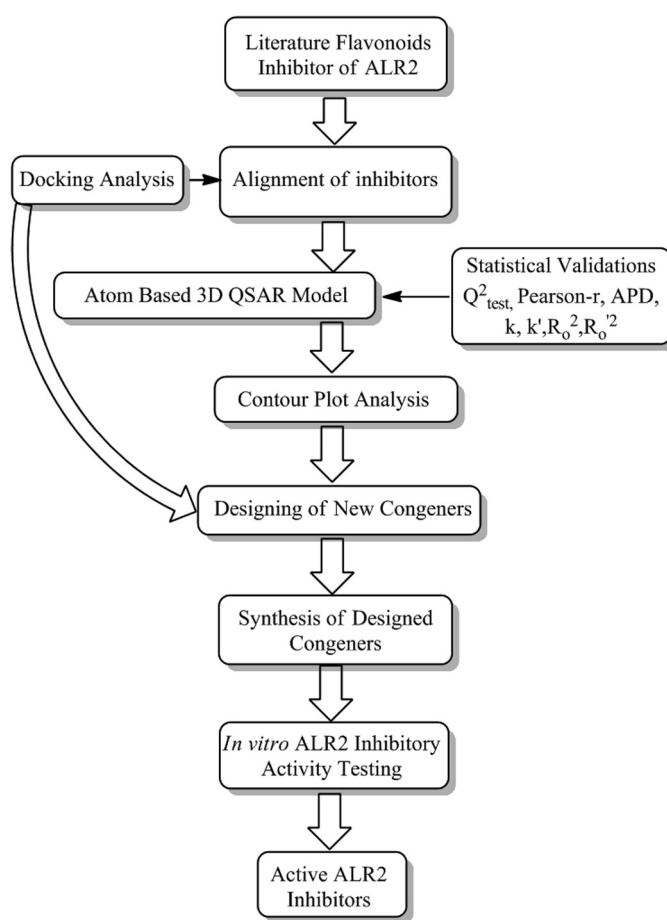 Literature Flavonoids
Inhibitor of ALR2
Docking Analysis
Alignment of inhibitors
Statistical Validations
Q²test, Pearson-r, APD,
k, k',Ro²,Ro'²
Atom Based 3D QSAR Model
Contour Plot Analysis
Designing of New Congeners
Synthesis of Designed
Congeners
In vitro ALR2 Inhibitory
Activity Testing
Active ALR2
Inhibitors